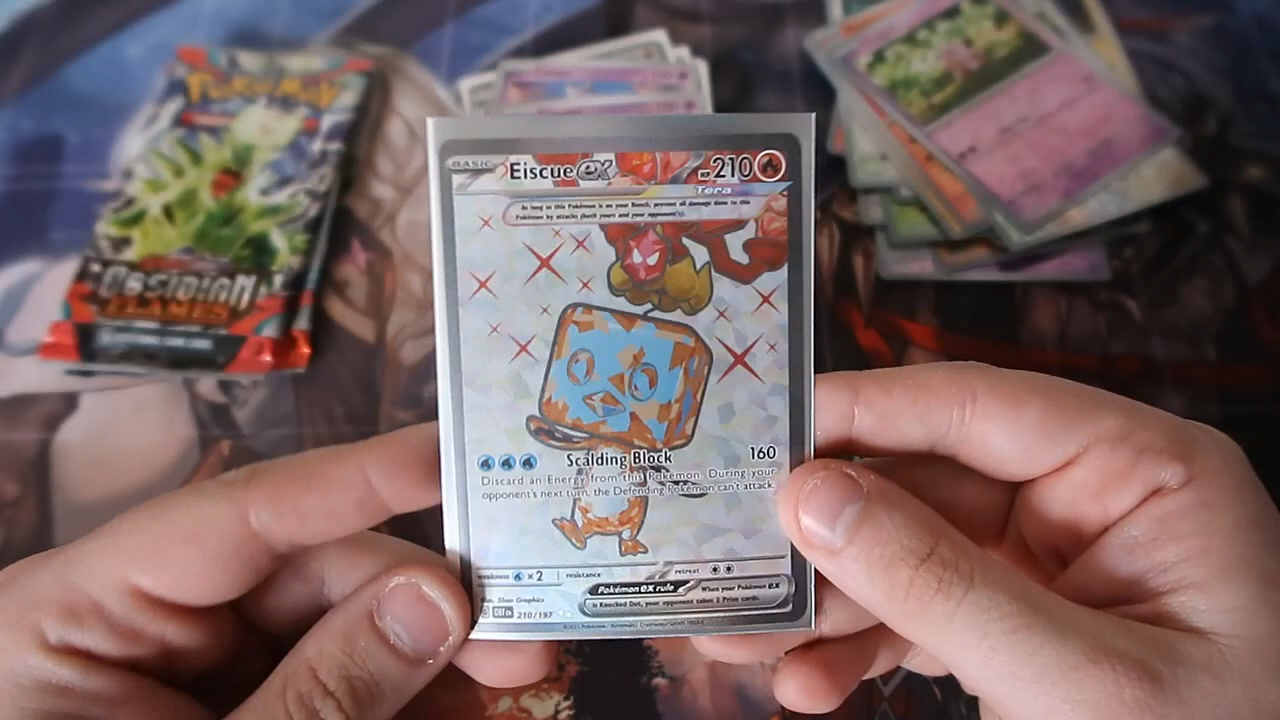 POKÉMON
OBSIDIAN
FLAMES
BASIC Eiscue ex HP 210
Tera
As long as this Pokémon is on your Bench, prevent all damage done to this
Pokémon by attacks (both yours and your opponent's).
Scalding Block 160
Discard an Energy from this Pokémon. During your
opponent's next turn, the Defending Pokémon can't attack.
weakness ×2 resistance retreat
Pokémon ex rule When your Pokémon ex
is Knocked Out, your opponent takes 2 Prize cards.
Illus. Shin Graphics
OBF EN 210/197